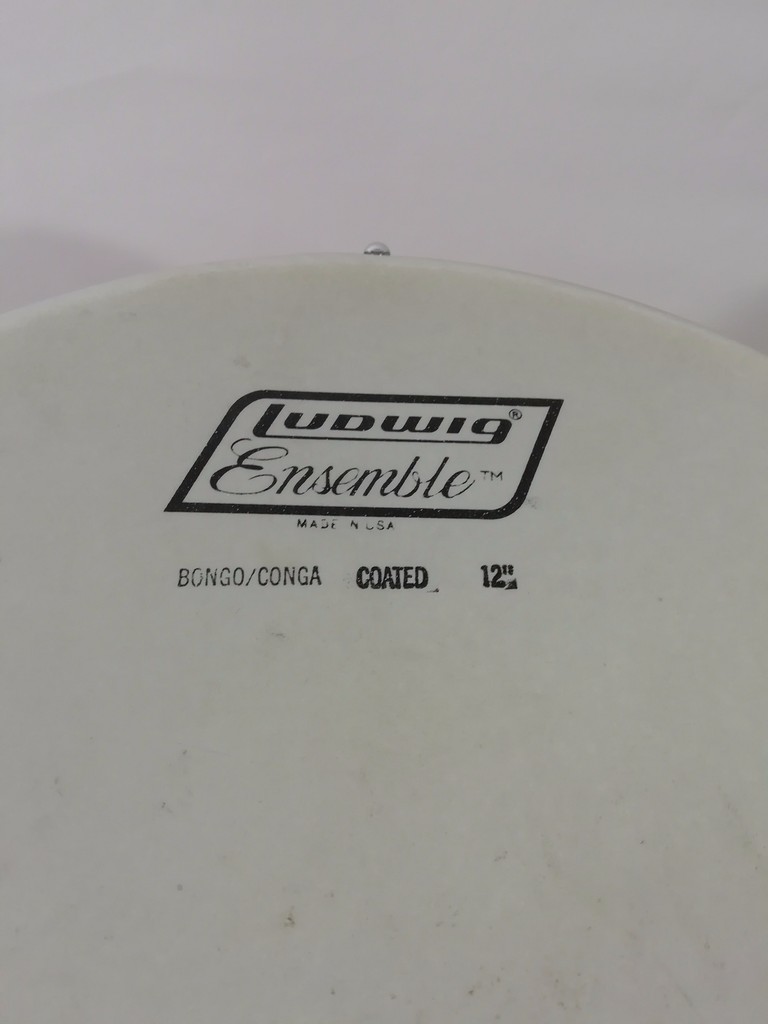 LUDWIG®
Ensemble™
MADE IN USA
BONGO/CONGA COATED 12"